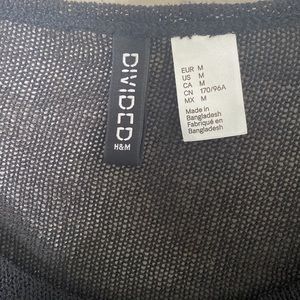 DIVIDED
H&M
EUR M
US M
CA M
CN 170/96A
MX M
Made in
Bangladesh
Fabriqué en
Bangladesh